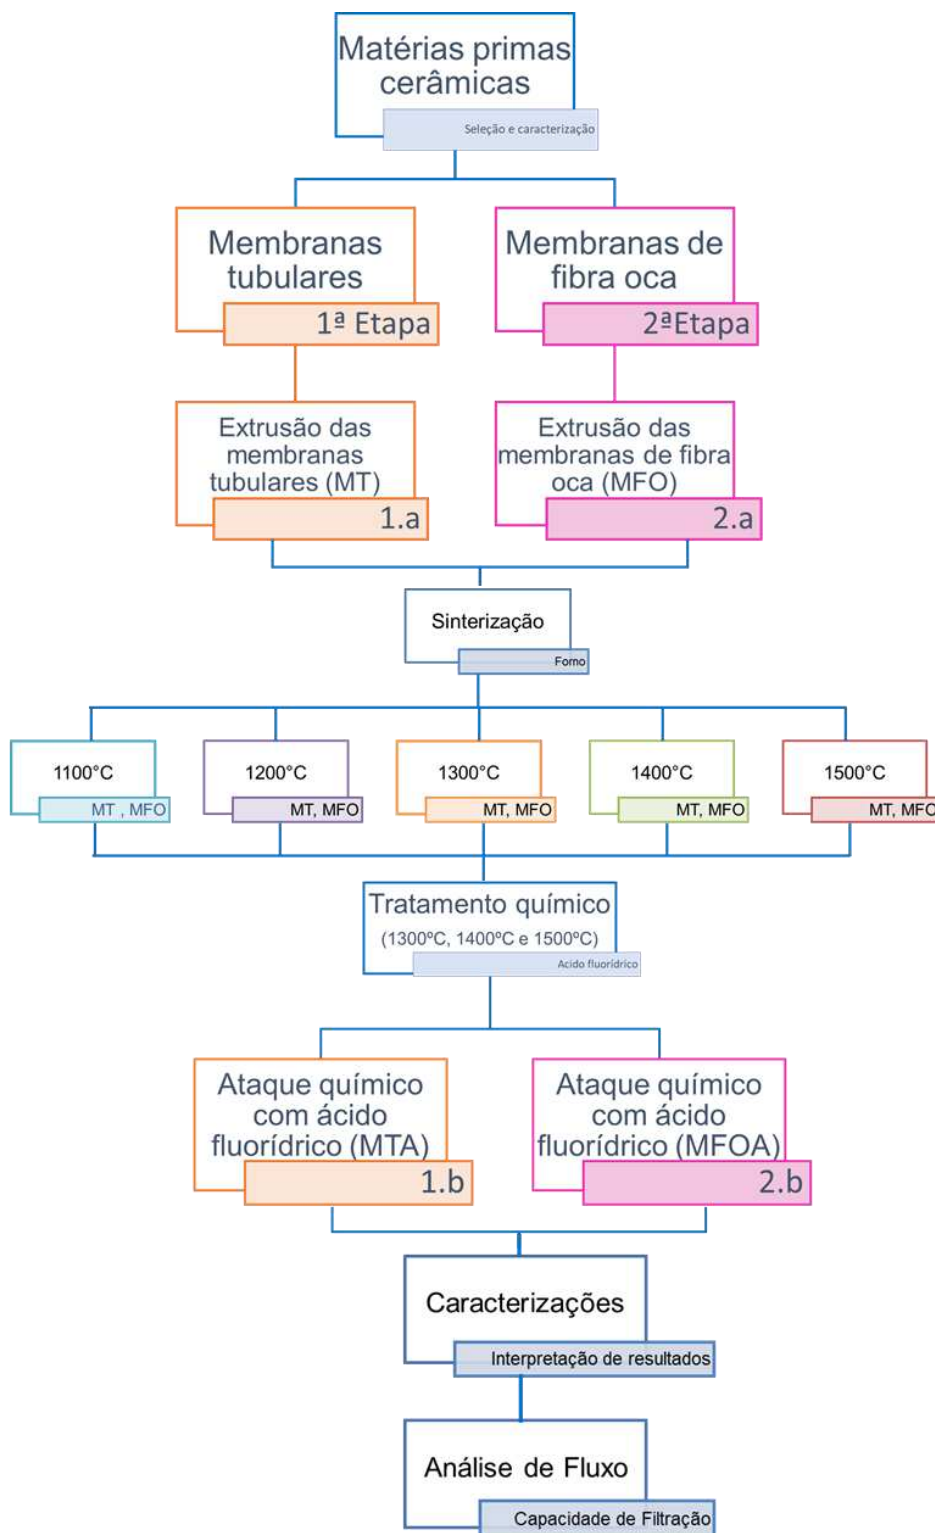 Matérias primas
cerâmicas
Seleção e caracterização
Membranas
tubulares
1ª Etapa
Membranas de
fibra oca
2ªEtapa
Extrusão das
membranas
tubulares (MT)
1.a
Extrusão das
membranas de fibra
oca (MFO)
2.a
Sinterização
Forno
1100°C
MT , MFO
1200°C
MT, MFO
1300°C
MT, MFO
1400°C
MT, MFO
1500°C
MT, MFO
Tratamento químico
(1300ºC, 1400ºC e 1500ºC)
Acido fluorídrico
Ataque químico
com ácido
fluorídrico (MTA)
1.b
Ataque químico
com ácido
fluorídrico (MFOA)
2.b
Caracterizações
Interpretação de resultados
Análise de Fluxo
Capacidade de Filtração